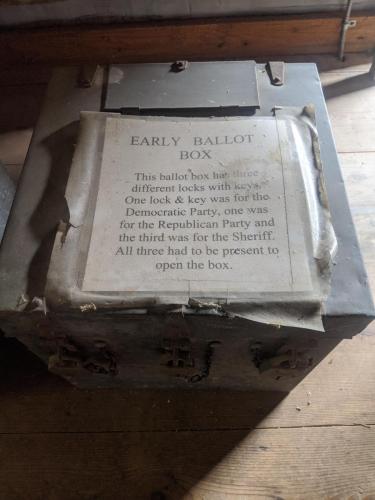 EARLY BALLOT
BOX
This ballot box has three
different locks with keys.
One lock & key was for the
Democratic Party, one was
for the Republican Party and
the third was for the Sheriff.
All three had to be present to
open the box.